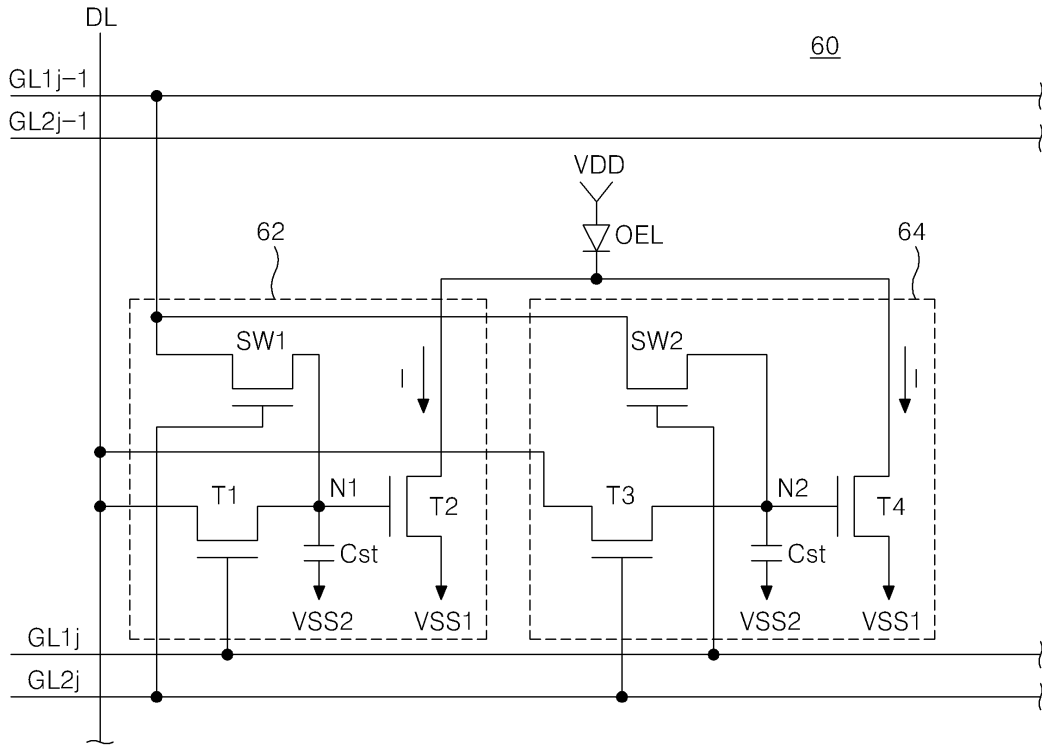 DL
60
GL1j-1
GL2j-1
VDD
OEL
62
64
SW1
SW2
I
I
T1
N1
T2
T3
N2
T4
Cst
Cst
VSS2
VSS1
VSS2
VSS1
GL1j
GL2j